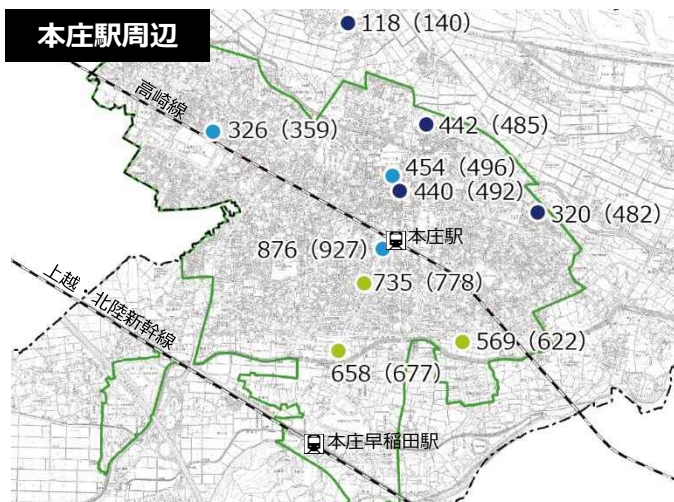 本庄駅周辺
118（140）
高崎線
326（359）
442（485）
454（496）
440（492）
320（482）
本庄駅
876（927）
735（778）
上越・北陸新幹線
569（622）
658（677）
本庄早稲田駅